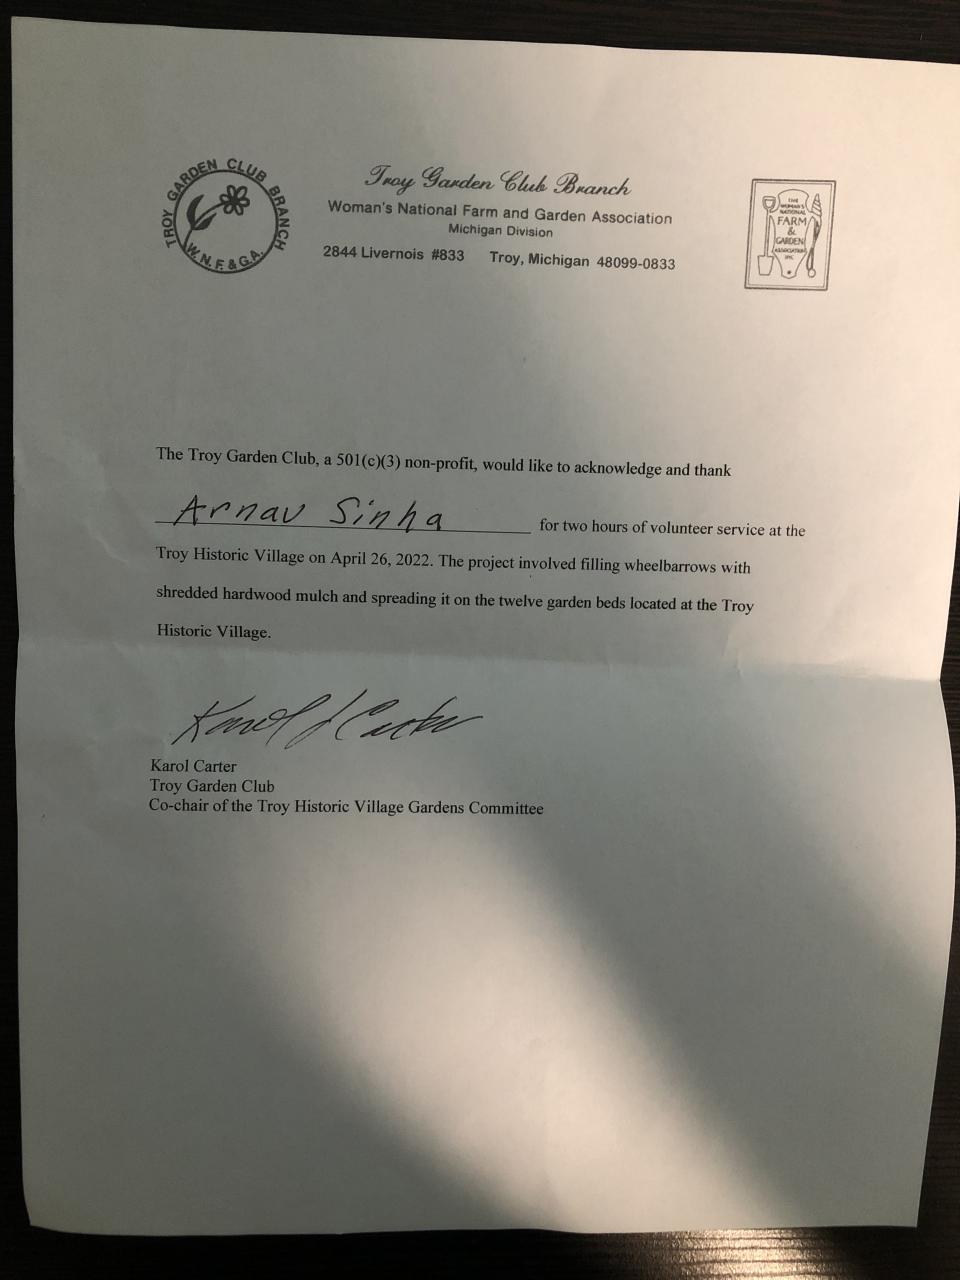 TROY GARDEN CLUB BRANCH
W.N.F.&G.A.
Troy Garden Club Branch
Woman's National Farm and Garden Association
Michigan Division
2844 Livernois #833 Troy, Michigan 48099-0833
THE
WOMAN'S
NATIONAL
FARM
&
GARDEN
ASSOCIATION
INC
The Troy Garden Club, a 501(c)(3) non-profit, would like to acknowledge and thank
Arnav Sinha for two hours of volunteer service at the
Troy Historic Village on April 26, 2022. The project involved filling wheelbarrows with
shredded hardwood mulch and spreading it on the twelve garden beds located at the Troy
Historic Village.
Karol J Carter
Karol Carter
Troy Garden Club
Co-chair of the Troy Historic Village Gardens Committee